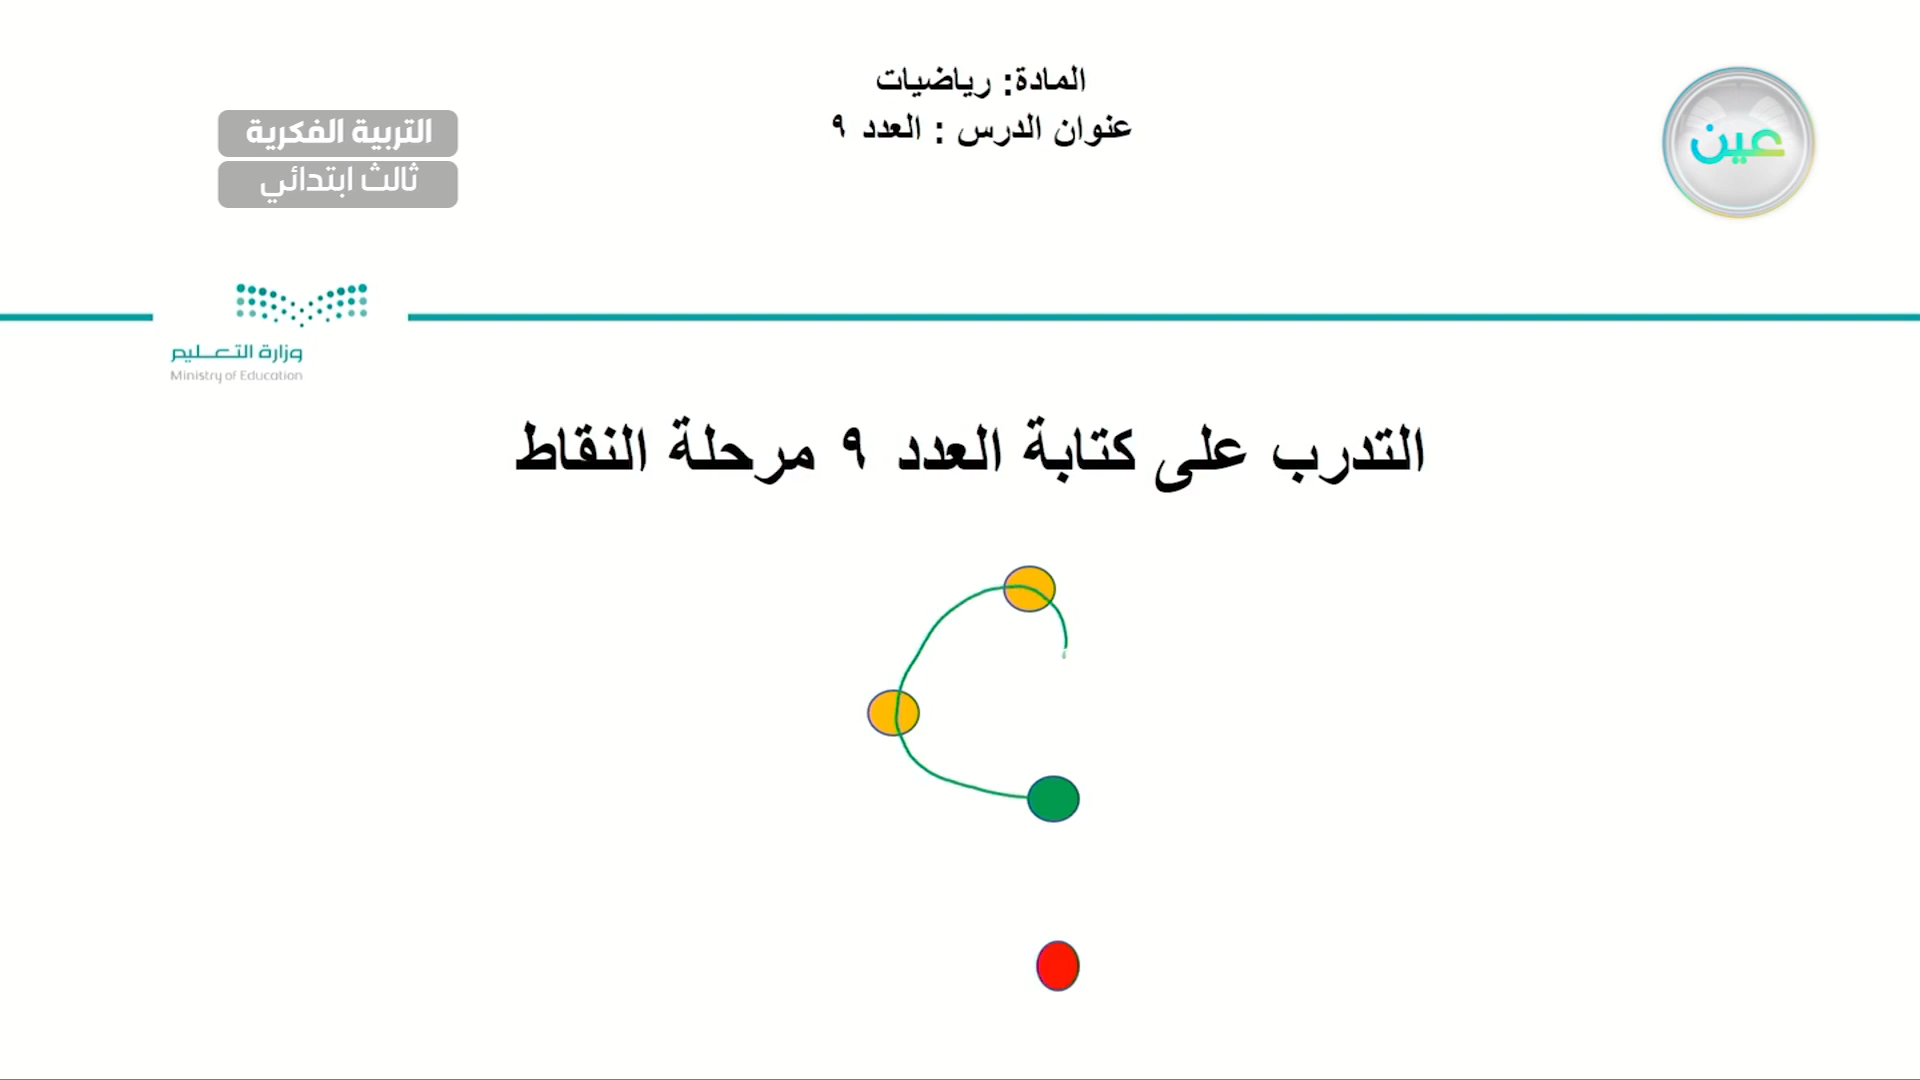 المادة: رياضيات
عنوان الدرس : العدد ٩
عين
التربية الفكرية
ثالث ابتدائي
وزارة التعليم
Ministry of Education
التدرب على كتابة العدد ٩ مرحلة النقاط